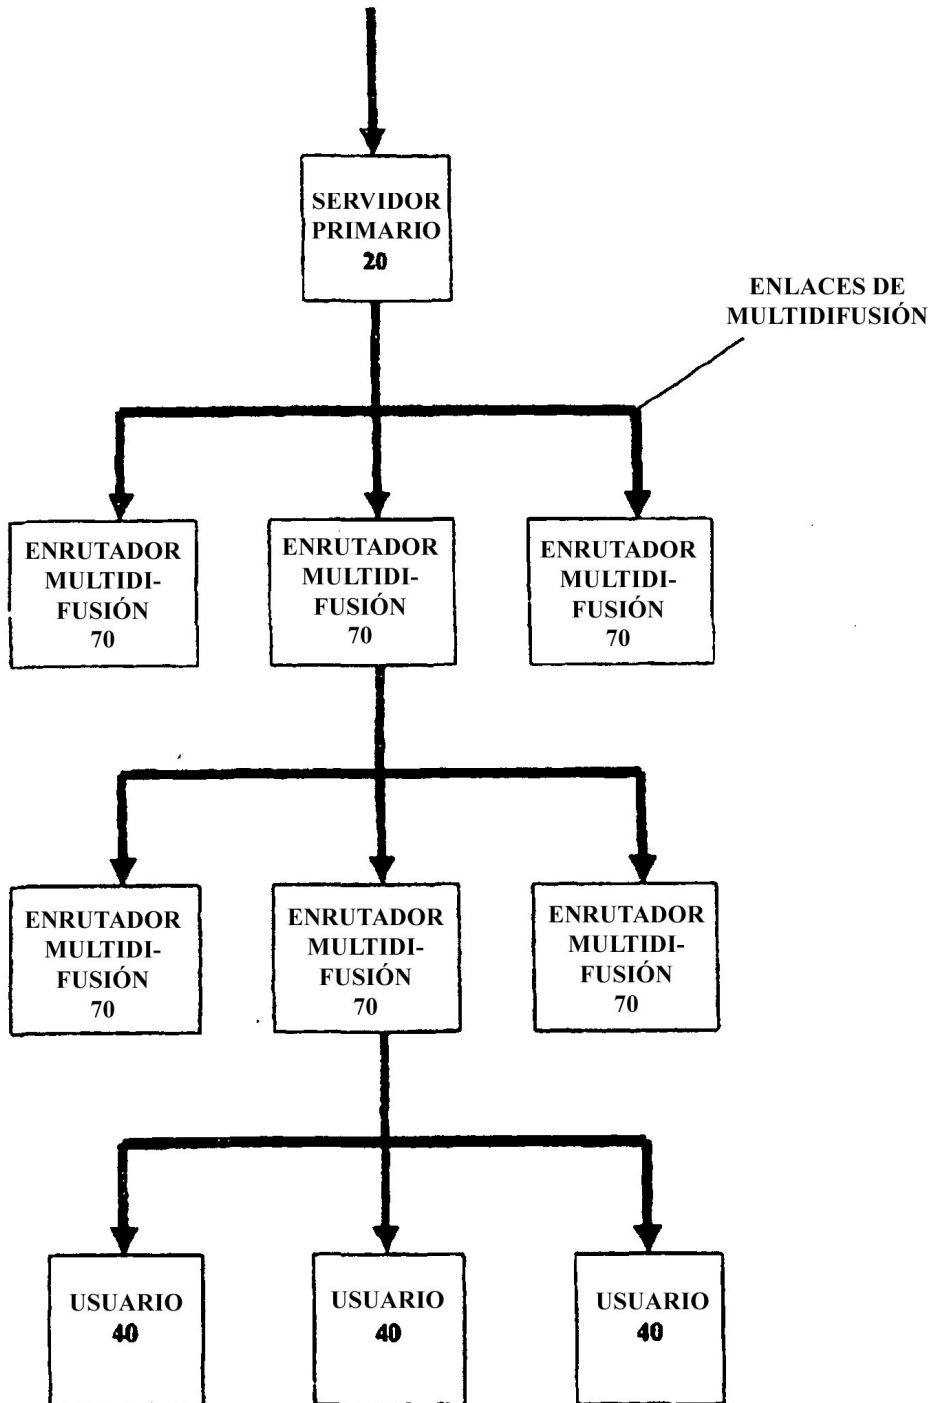 SERVIDOR
PRIMARIO
20
ENLACES DE
MULTIDIFUSIÓN
ENRUTADOR
MULTIDI-
FUSIÓN
70
ENRUTADOR
MULTIDI-
FUSIÓN
70
ENRUTADOR
MULTIDI-
FUSIÓN
70
ENRUTADOR
MULTIDI-
FUSIÓN
70
ENRUTADOR
MULTIDI-
FUSIÓN
70
ENRUTADOR
MULTIDI-
FUSIÓN
70
USUARIO
40
USUARIO
40
USUARIO
40